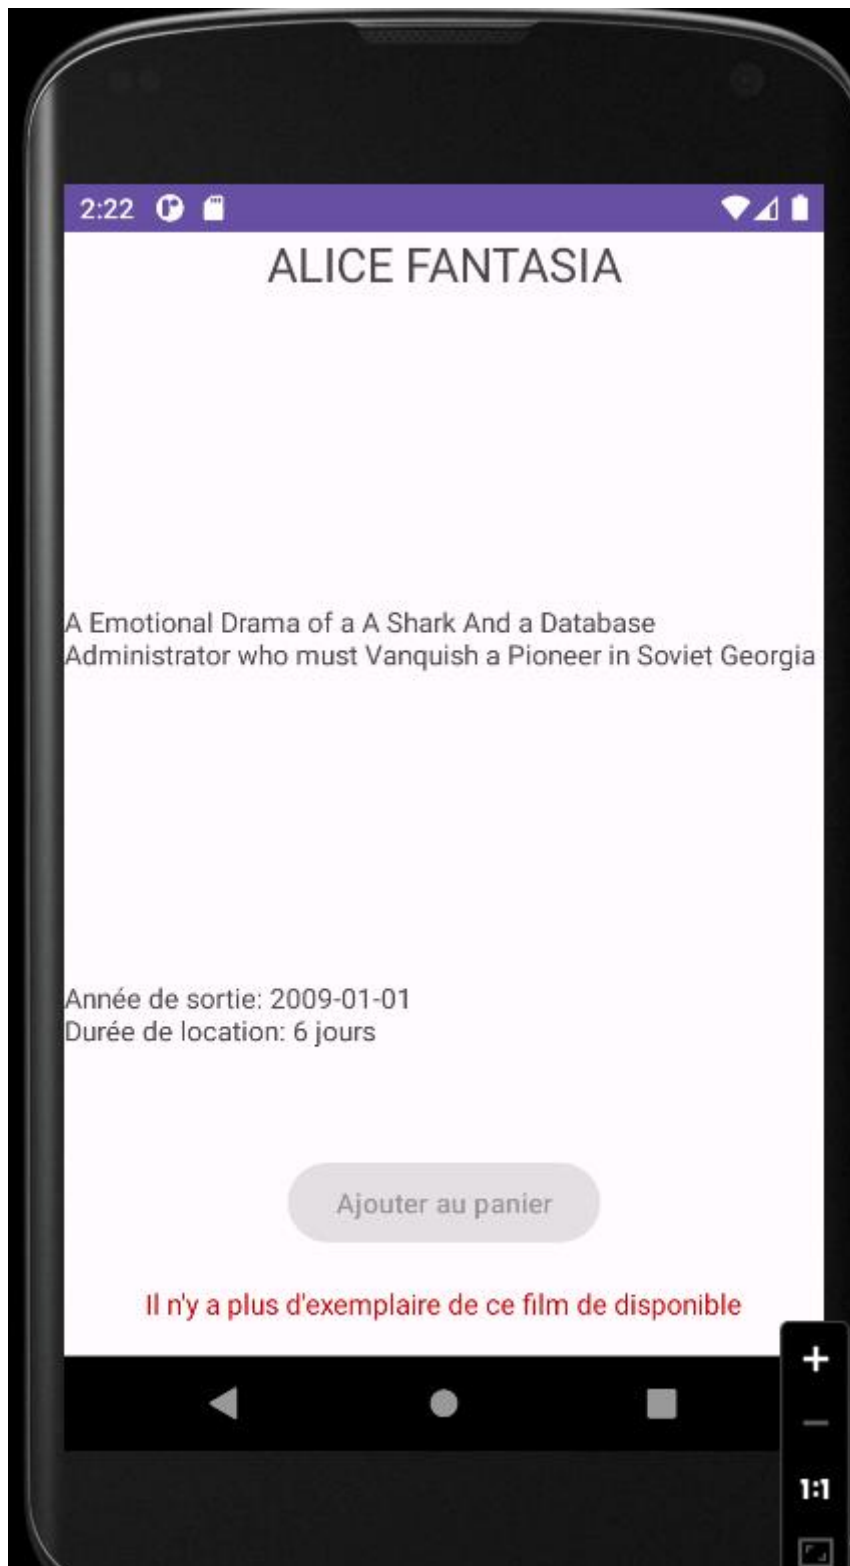 2:22
ALICE FANTASIA
A Emotional Drama of a A Shark And a Database
Administrator who must Vanquish a Pioneer in Soviet Georgia
Année de sortie: 2009-01-01
Durée de location: 6 jours
Ajouter au panier
Il n'y a plus d'exemplaire de ce film de disponible
1:1